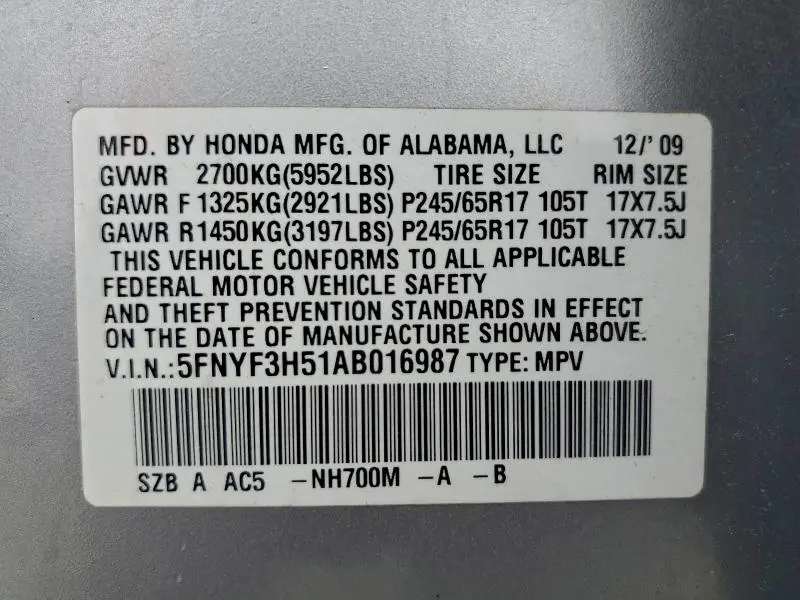 MFD. BY HONDA MFG. OF ALABAMA, LLC 12/'09
GVWR 2700KG(5952LBS) TIRE SIZE RIM SIZE
GAWR F 1325KG(2921LBS) P245/65R17 105T 17X7.5J
GAWR R 1450KG(3197LBS) P245/65R17 105T 17X7.5J
THIS VEHICLE CONFORMS TO ALL APPLICABLE
FEDERAL MOTOR VEHICLE SAFETY
AND THEFT PREVENTION STANDARDS IN EFFECT
ON THE DATE OF MANUFACTURE SHOWN ABOVE.
V.I.N.:5FNYF3H51AB016987 TYPE: MPV
SZB A AC5 -NH700M -A -B